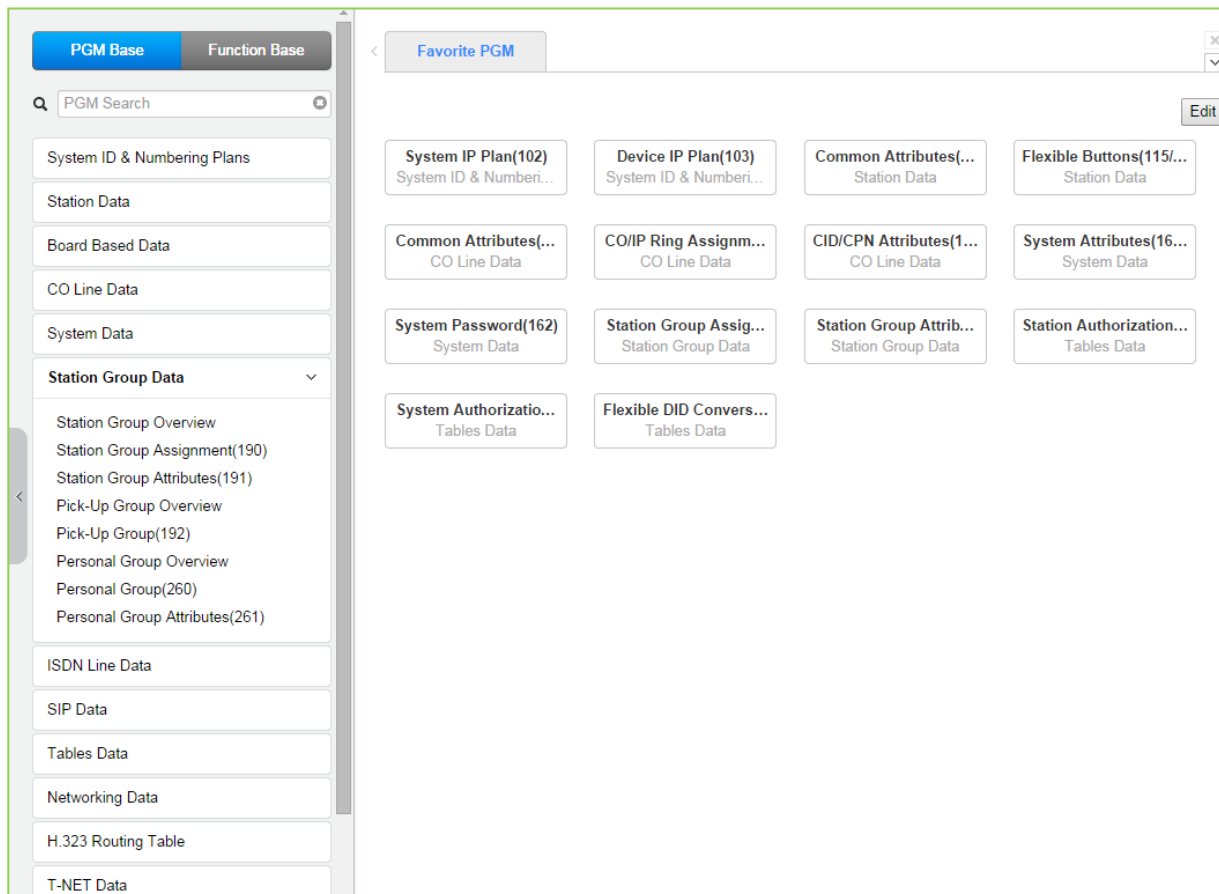 PGM Base
Function Base
PGM Search
System ID & Numbering Plans
Station Data
Board Based Data
CO Line Data
System Data
Station Group Data
Station Group Overview
Station Group Assignment(190)
Station Group Attributes(191)
Pick-Up Group Overview
Pick-Up Group(192)
Personal Group Overview
Personal Group(260)
Personal Group Attributes(261)
ISDN Line Data
SIP Data
Tables Data
Networking Data
H.323 Routing Table
T-NET Data
Favorite PGM
Edit
System IP Plan(102)
System ID & Numberi...
Device IP Plan(103)
System ID & Numberi...
Common Attributes(...
Station Data
Flexible Buttons(115/...
Station Data
Common Attributes(...
CO Line Data
CO/IP Ring Assignm...
CO Line Data
CID/CPN Attributes(1...
CO Line Data
System Attributes(16...
System Data
System Password(162)
System Data
Station Group Assig...
Station Group Data
Station Group Attrib...
Station Group Data
Station Authorization...
Tables Data
System Authorizatio...
Tables Data
Flexible DID Convers...
Tables Data